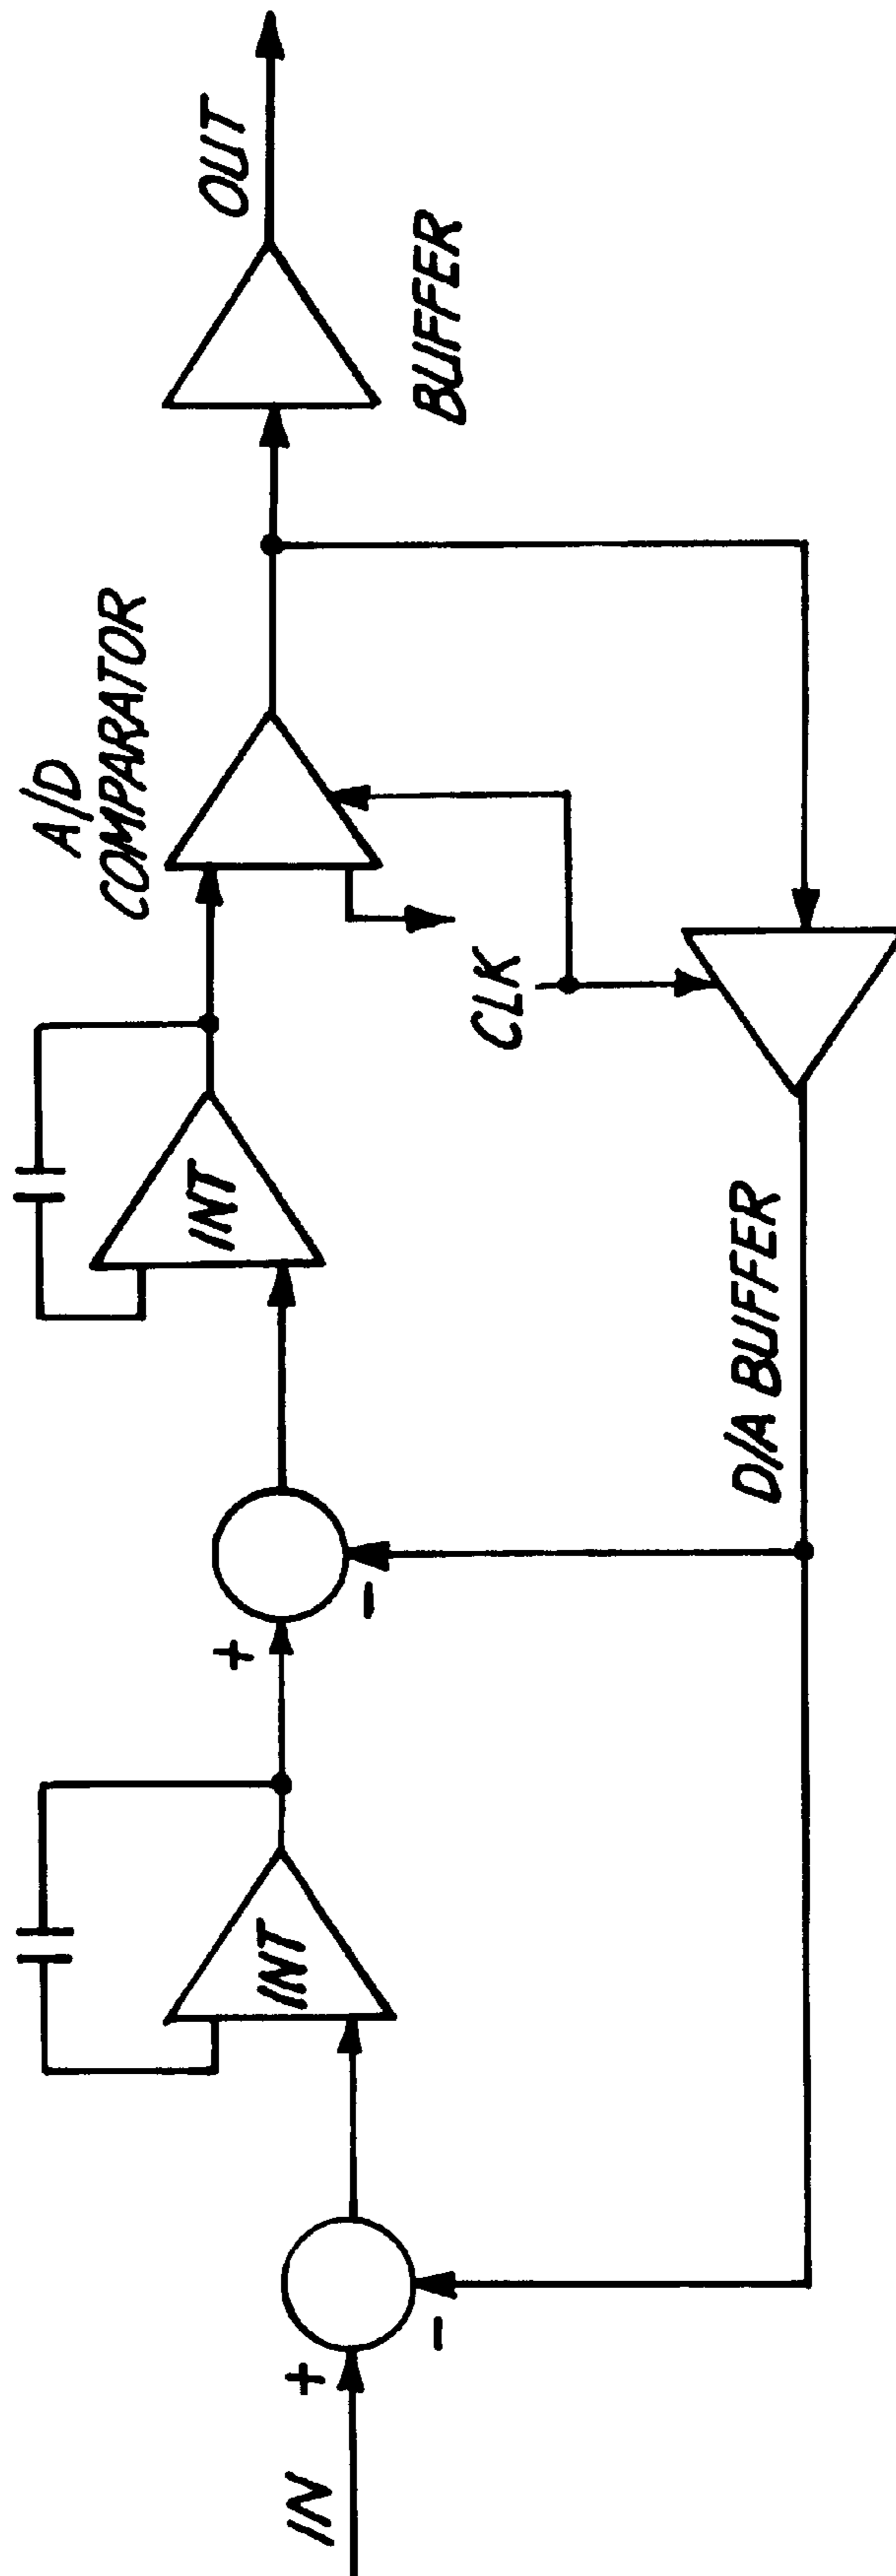 IN
+
-
INT
+
-
INT
A/D
COMPARATOR
CLK
D/A BUFFER
BUFFER
OUT